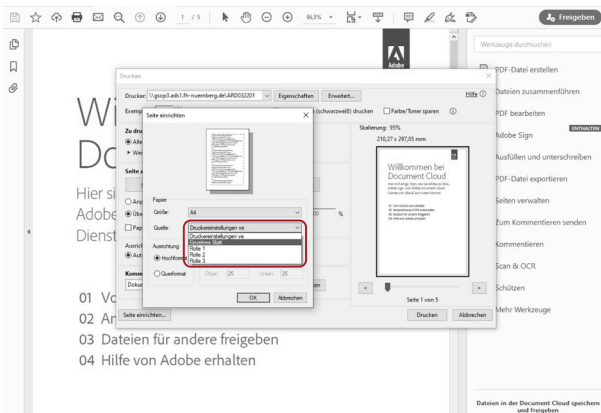 1 / 5
96,8%
Freigeben
Adobe
Werkzeuge durchsuchen
PDF-Datei erstellen
Dateien zusammenführen
PDF bearbeiten
Adobe Sign
ENTHALTEN
Ausfüllen und unterschreiben
PDF-Datei exportieren
Seiten verwalten
Zum Kommentieren senden
Kommentieren
Scan & OCR
Schützen
Mehr Werkzeuge
Dateien in der Document Cloud speichern
und freigeben
Drucken
Drucker:
Eigenschaften
Erweitert...
Hilfe
(schwarzweiß) drucken
Farbe/Toner sparen
Skalierung: 95%
210,27 x 297,05 mm
Willkommen bei
Document Cloud
Seite 1 von 5
Seite einrichten...
Drucken
Abbrechen
Seite einrichten
Papier
Größe:
A4
Quelle:
Druckereinstellungen ve
Druckereinstellungen ve
Einzelnes Blatt
Rolle 1
Rolle 2
Rolle 3
Ausrichtung
Hochformat
Querformat
Oben:
25
Unten:
25
OK
Abbrechen
%
Wi
Do
Hier si
Adobe
Dienst
01 Vo
02 An
03 Dateien für andere freigeben
04 Hilfe von Adobe erhalten